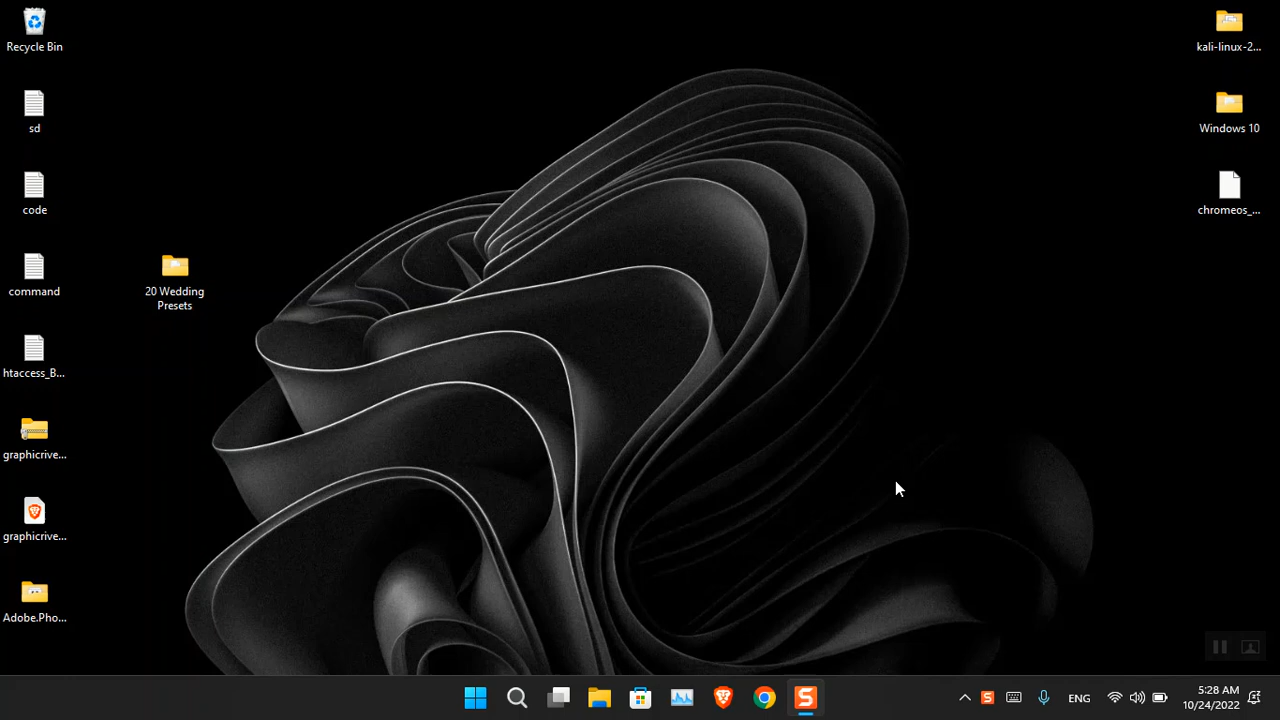 Recycle Bin
sd
code
command
htaccess_B...
graphicrive...
graphicrive...
Adobe.Pho...
20 Wedding
Presets
kali-linux-2...
Windows 10
chromeos_...
ENG
5:28 AM
10/24/2022